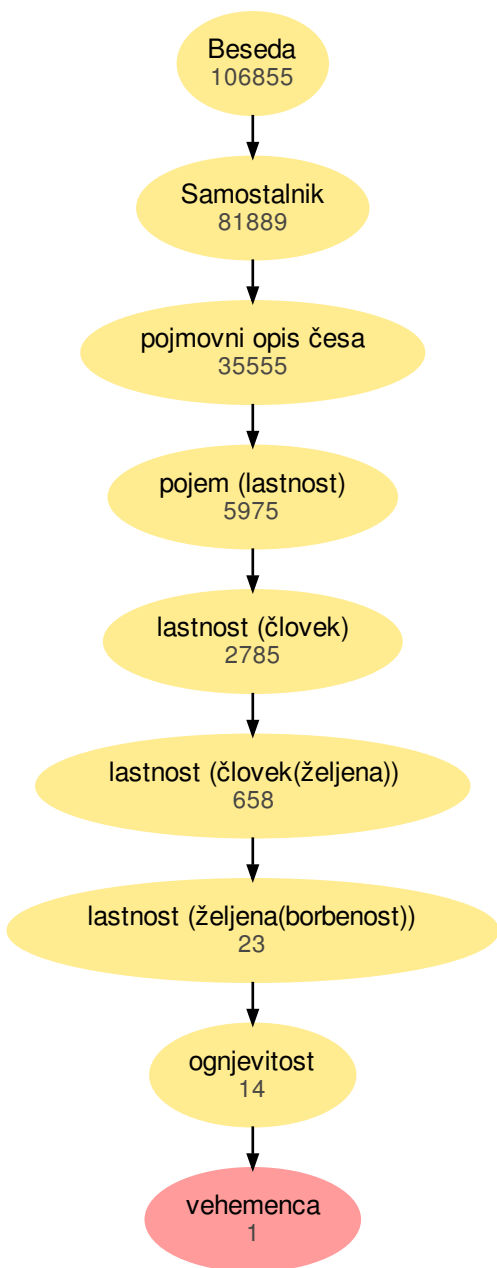 Beseda
106855
Samostalnik
81889
pojmovni opis česa
35555
pojem (lastnost)
5975
lastnost (človek)
2785
lastnost (človek(željena))
658
lastnost (željena(borbenost))
23
ognjevitost
14
vehemenca
1